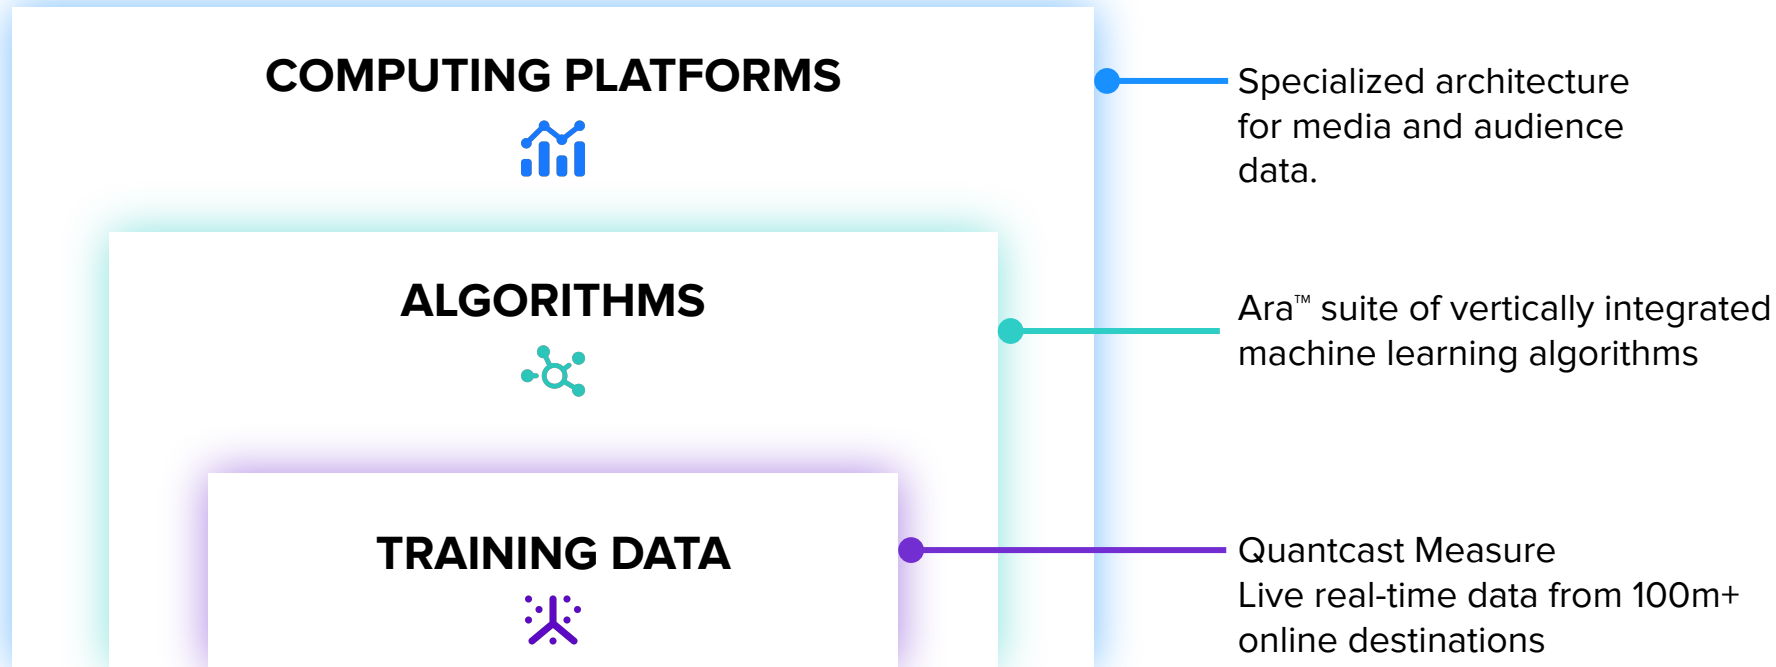 COMPUTING PLATFORMS
Specialized architecture
for media and audience
data.
ALGORITHMS
Ara™ suite of vertically integrated
machine learning algorithms
TRAINING DATA
Quantcast Measure
Live real-time data from 100m+
online destinations